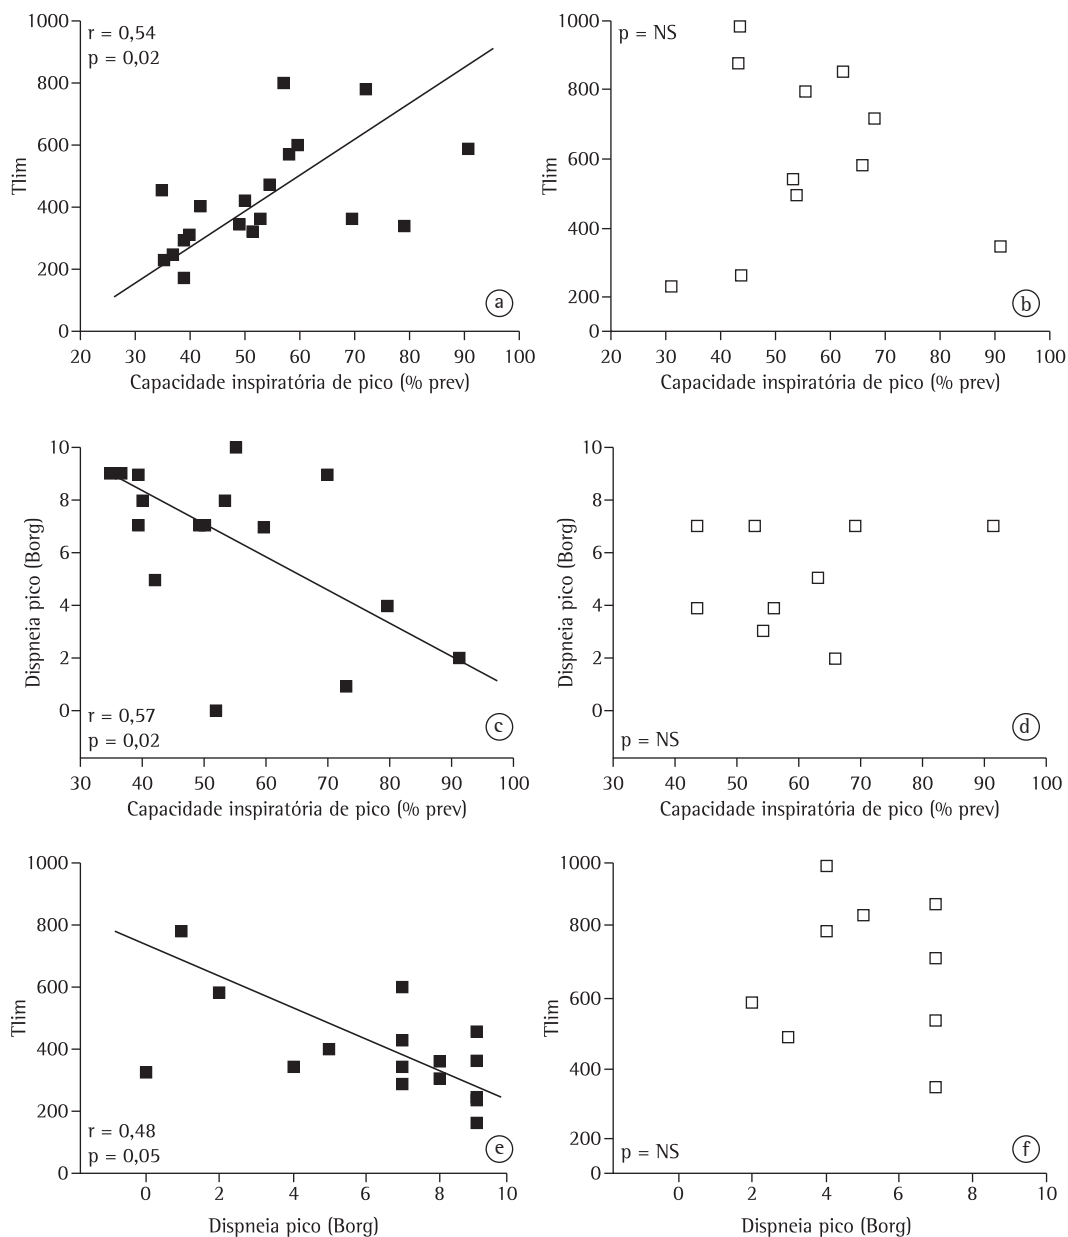 r = 0,54
p = 0,02
Tlim
1000
800
600
400
200
0
20 30 40 50 60 70 80 90 100
Capacidade inspiratória de pico (% prev)
a
p = NS
Tlim
1000
800
600
400
200
0
20 30 40 50 60 70 80 90 100
Capacidade inspiratória de pico (% prev)
b
Dispneia pico (Borg)
10
8
6
4
2
0
r = 0,57
p = 0,02
30 40 50 60 70 80 90 100
Capacidade inspiratória de pico (% prev)
c
Dispneia pico (Borg)
10
8
6
4
2
0
p = NS
30 40 50 60 70 80 90 100
Capacidade inspiratória de pico (% prev)
d
Tlim
1000
800
600
400
200
0
r = 0,48
p = 0,05
0 2 4 6 8 10
Dispneia pico (Borg)
e
Tlim
1000
800
600
400
200
0
p = NS
0 2 4 6 8 10
Dispneia pico (Borg)
f